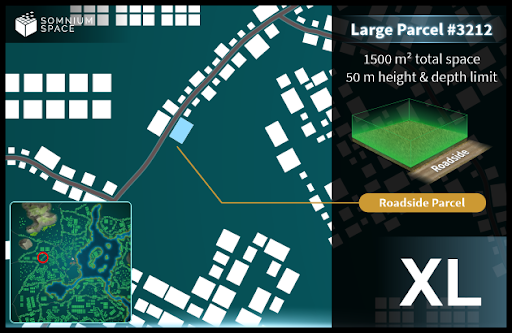 SOMNIUM
SPACE
Large Parcel #3212
1500 m² total space
50 m height & depth limit
Roadside
Roadside Parcel
XL